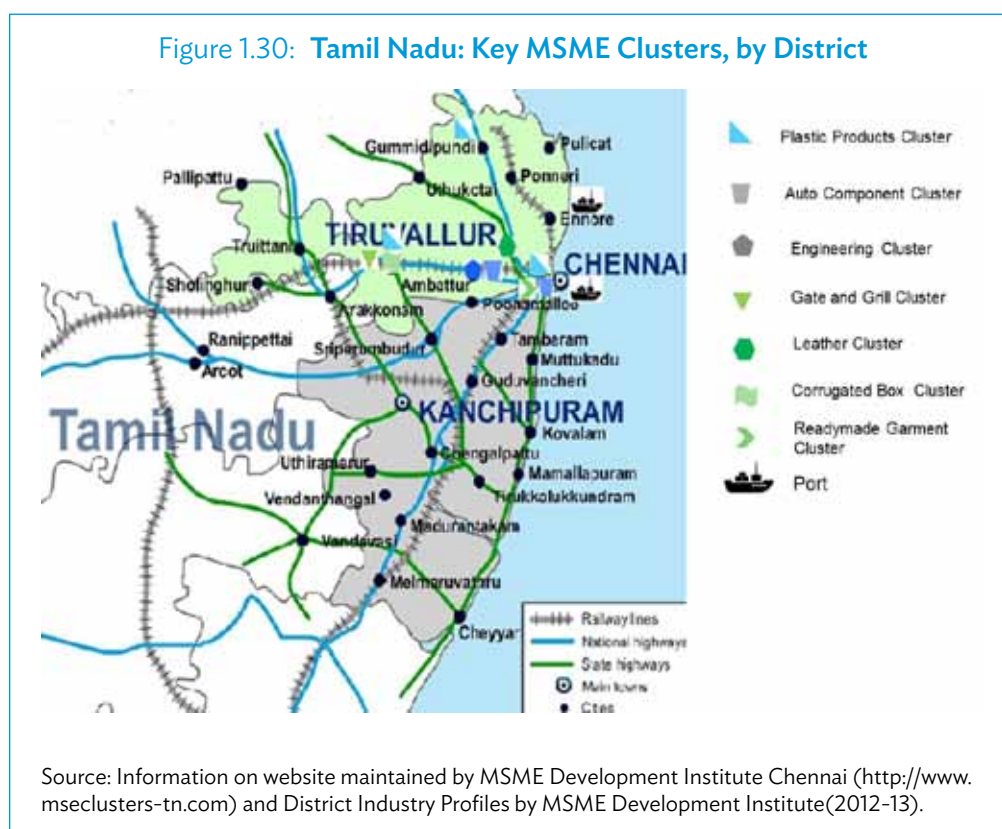 Figure 1.30: Tamil Nadu: Key MSME Clusters, by District
Gummidipundi
Pulicat
Pallipattu
Uthukotai
Ponneri
Ennore
TIRUVALLUR
Truittani
CHENNAI
Sholinghur
Ambattur
Arakkonam
Poonamallee
Ranippettai
Sriperumbudur
Tambaram
Arcot
Muttukadu
Guduvancheri
KANCHIPURAM
Tamil Nadu
Kovalam
Chengalpattu
Uthiramerur
Mamallapuram
Vendanthangal
Tirukkalukkundram
Madurantakam
Vandavasi
Melmaruvathru
Cheyyar
Railwaylines
National highways
State highways
Main towns
Cities
Plastic Products Cluster
Auto Component Cluster
Engineering Cluster
Gate and Grill Cluster
Leather Cluster
Corrugated Box Cluster
Readymade Garment
Cluster
Port
Source: Information on website maintained by MSME Development Institute Chennai (http://www.
mseclusters-tn.com) and District Industry Profiles by MSME Development Institute(2012-13).